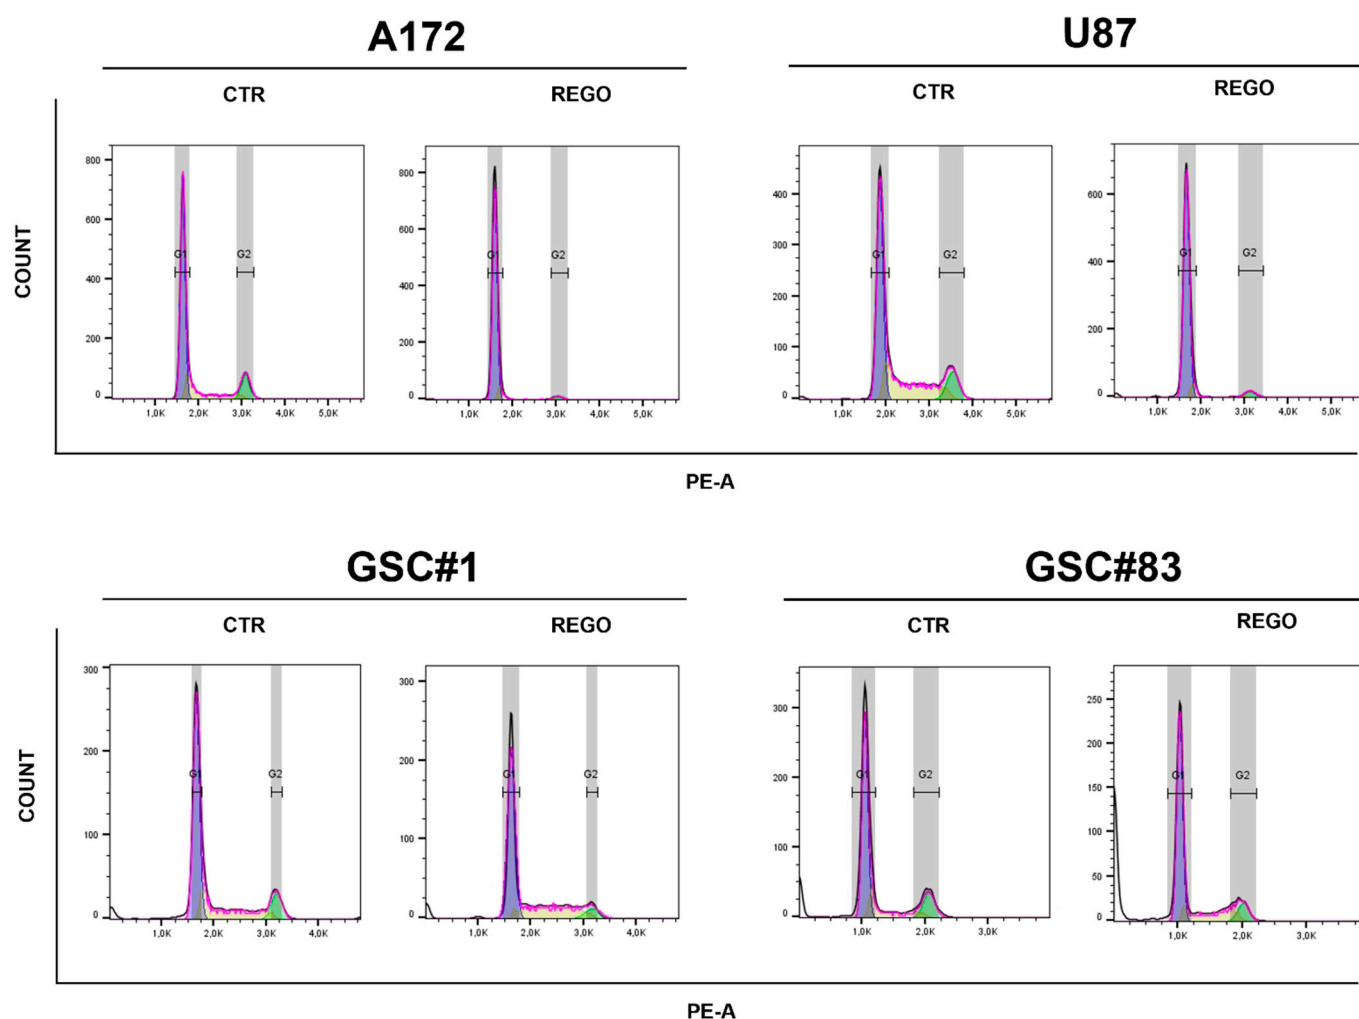 A172
U87
CTR
REGO
CTR
REGO
COUNT
800
600
400
200
0
G1
G2
1,0K
2,0K
3,0K
4,0K
5,0K
800
600
400
200
0
G1
G2
1,0K
2,0K
3,0K
4,0K
5,0K
400
300
200
100
0
G1
G2
1,0K
2,0K
3,0K
4,0K
5,0K
600
400
200
0
G1
G2
1,0K
2,0K
3,0K
4,0K
5,0K
PE-A
GSC#1
GSC#83
CTR
REGO
CTR
REGO
COUNT
300
200
100
0
G1
G2
1,0K
2,0K
3,0K
4,0K
300
200
100
0
G1
G2
1,0K
2,0K
3,0K
4,0K
300
200
100
0
G1
G2
1,0K
2,0K
3,0K
250
200
150
100
50
0
G1
G2
1,0K
2,0K
3,0K
PE-A